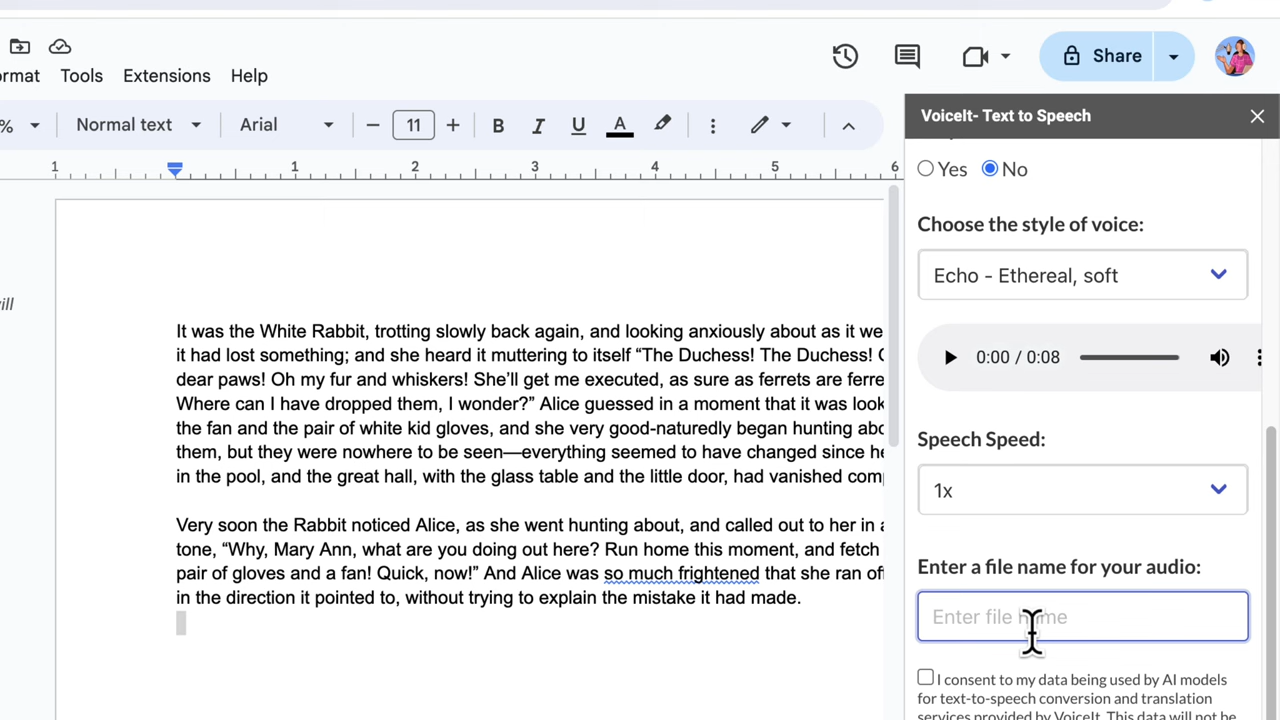 ormat Tools Extensions Help
Share
% Normal text Arial 11 B I U A
VoiceIt- Text to Speech
1 1 2 3 4 5 6
Yes No
Choose the style of voice:
Echo - Ethereal, soft
0:00 / 0:08
Speech Speed:
1x
Enter a file name for your audio:
Enter file name
I consent to my data being used by AI models
for text-to-speech conversion and translation
services provided by VoiceIt. This data will not be
ill
It was the White Rabbit, trotting slowly back again, and looking anxiously about as it we
it had lost something; and she heard it muttering to itself “The Duchess! The Duchess!
dear paws! Oh my fur and whiskers! She’ll get me executed, as sure as ferrets are ferre
Where can I have dropped them, I wonder?” Alice guessed in a moment that it was look
the fan and the pair of white kid gloves, and she very good-naturedly began hunting abo
them, but they were nowhere to be seen—everything seemed to have changed since he
in the pool, and the great hall, with the glass table and the little door, had vanished com
Very soon the Rabbit noticed Alice, as she went hunting about, and called out to her in a
tone, “Why, Mary Ann, what are you doing out here? Run home this moment, and fetch
pair of gloves and a fan! Quick, now!” And Alice was so much frightened that she ran of
in the direction it pointed to, without trying to explain the mistake it had made.